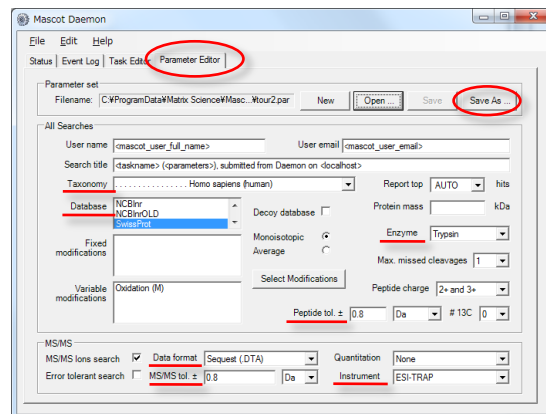 Mascot Daemon
File Edit Help
Status Event Log Task Editor Parameter Editor
Parameter set
Filename: C:¥ProgramData¥Matrix Science¥Masc...¥tour2.par New Open ... Save Save As ...
All Searches
User name <mascot_user_full_name> User email <mascot_user_email>
Search title <taskname> (<parameters>), submitted from Daemon on <localhost>
Taxonomy . . . . . . . . . . . . . . . . Homo sapiens (human) Report top AUTO hits
Database NCBInr Decoy database Protein mass kDa
NCBInrOLD
SwissProt
Monoisotopic Enzyme Trypsin
Average
Fixed modifications Max. missed cleavages 1
Select Modifications
Variable modifications Oxidation (M) Peptide charge 2+ and 3+
Peptide tol. ± 0.8 Da # 13C 0
MS/MS
MS/MS Ions search Data format Sequest (.DTA) Quantitation None
Error tolerant search MS/MS tol. ± 0.8 Da Instrument ESI-TRAP